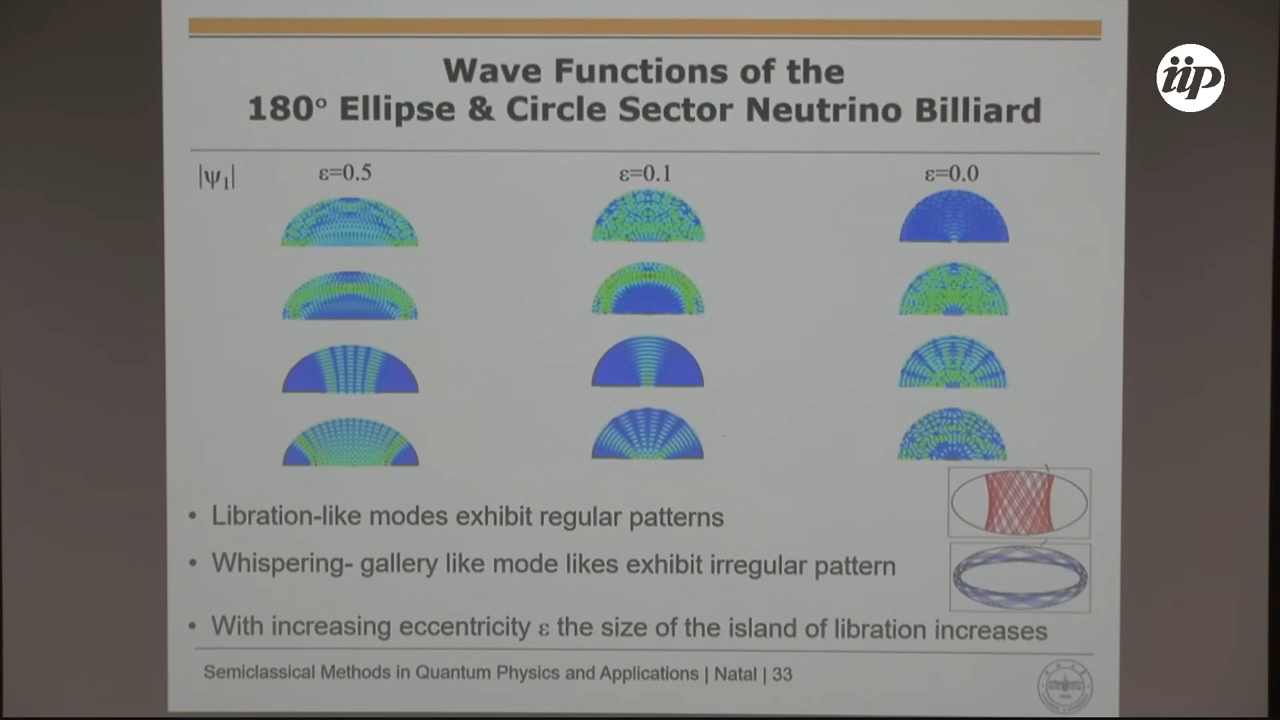 iip
Wave Functions of the
180° Ellipse & Circle Sector Neutrino Billiard
|ψ₁|
ε=0.5
ε=0.1
ε=0.0
• Libration-like modes exhibit regular patterns
• Whispering- gallery like mode likes exhibit irregular pattern
• With increasing eccentricity ε the size of the island of libration increases
Semiclassical Methods in Quantum Physics and Applications | Natal | 33